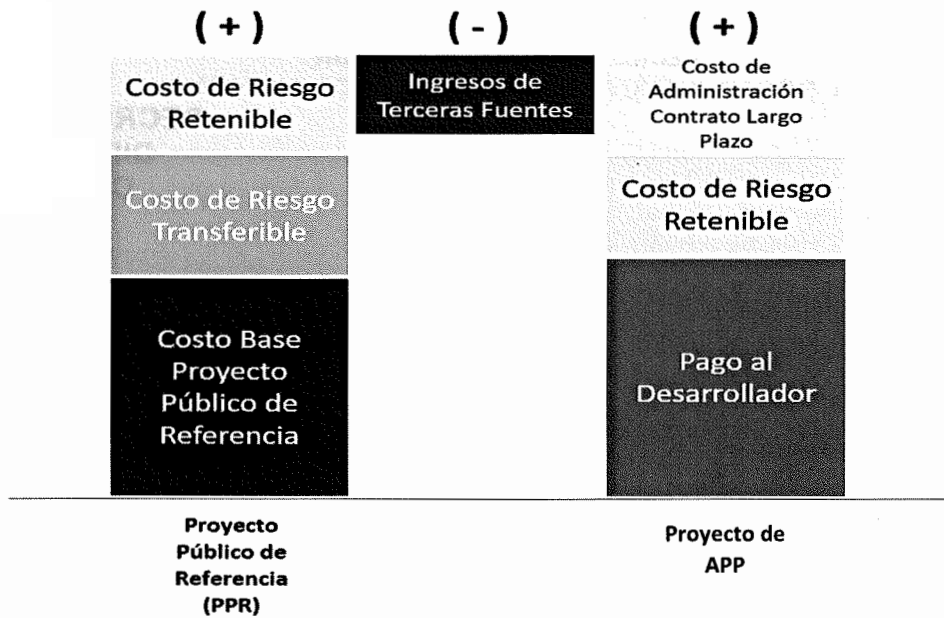 (+)
Costo de Riesgo
Retenible
Costo de Riesgo
Transferible
Costo Base
Proyecto
Público de
Referencia
Proyecto
Público de
Referencia
(PPR)
(-)
Ingresos de
Terceras Fuentes
(+)
Costo de
Administración
Contrato Largo
Plazo
Costo de Riesgo
Retenible
Pago al
Desarrollador
Proyecto de
APP